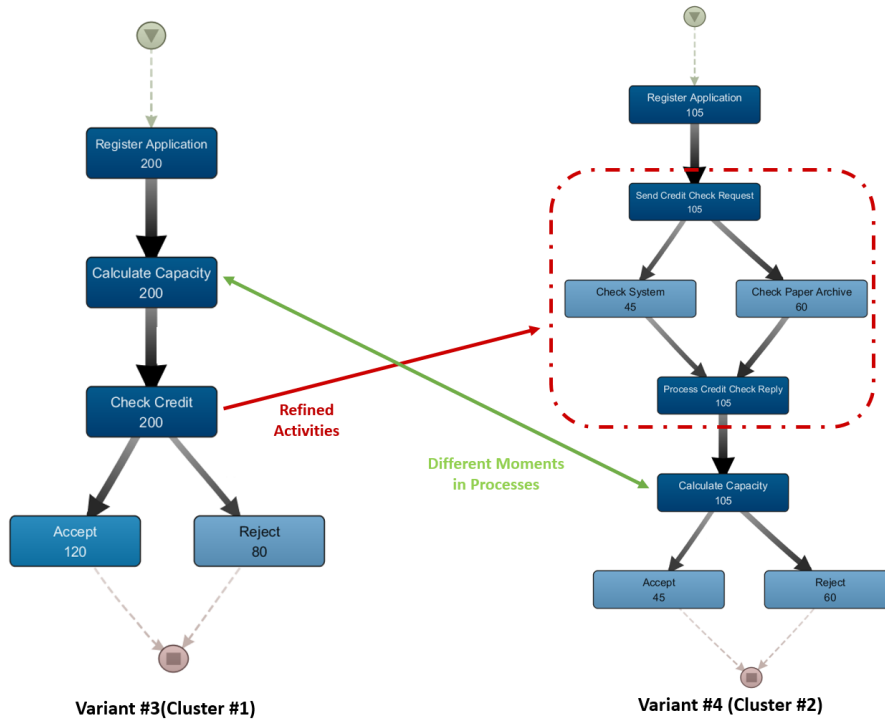 Register Application
200
Calculate Capacity
200
Check Credit
200
Accept
120
Reject
80
Variant #3(Cluster #1)
Refined
Activities
Different Moments
in Processes
Register Application
105
Send Credit Check Request
105
Check System
45
Check Paper Archive
60
Process Credit Check Reply
105
Calculate Capacity
105
Accept
45
Reject
60
Variant #4 (Cluster #2)